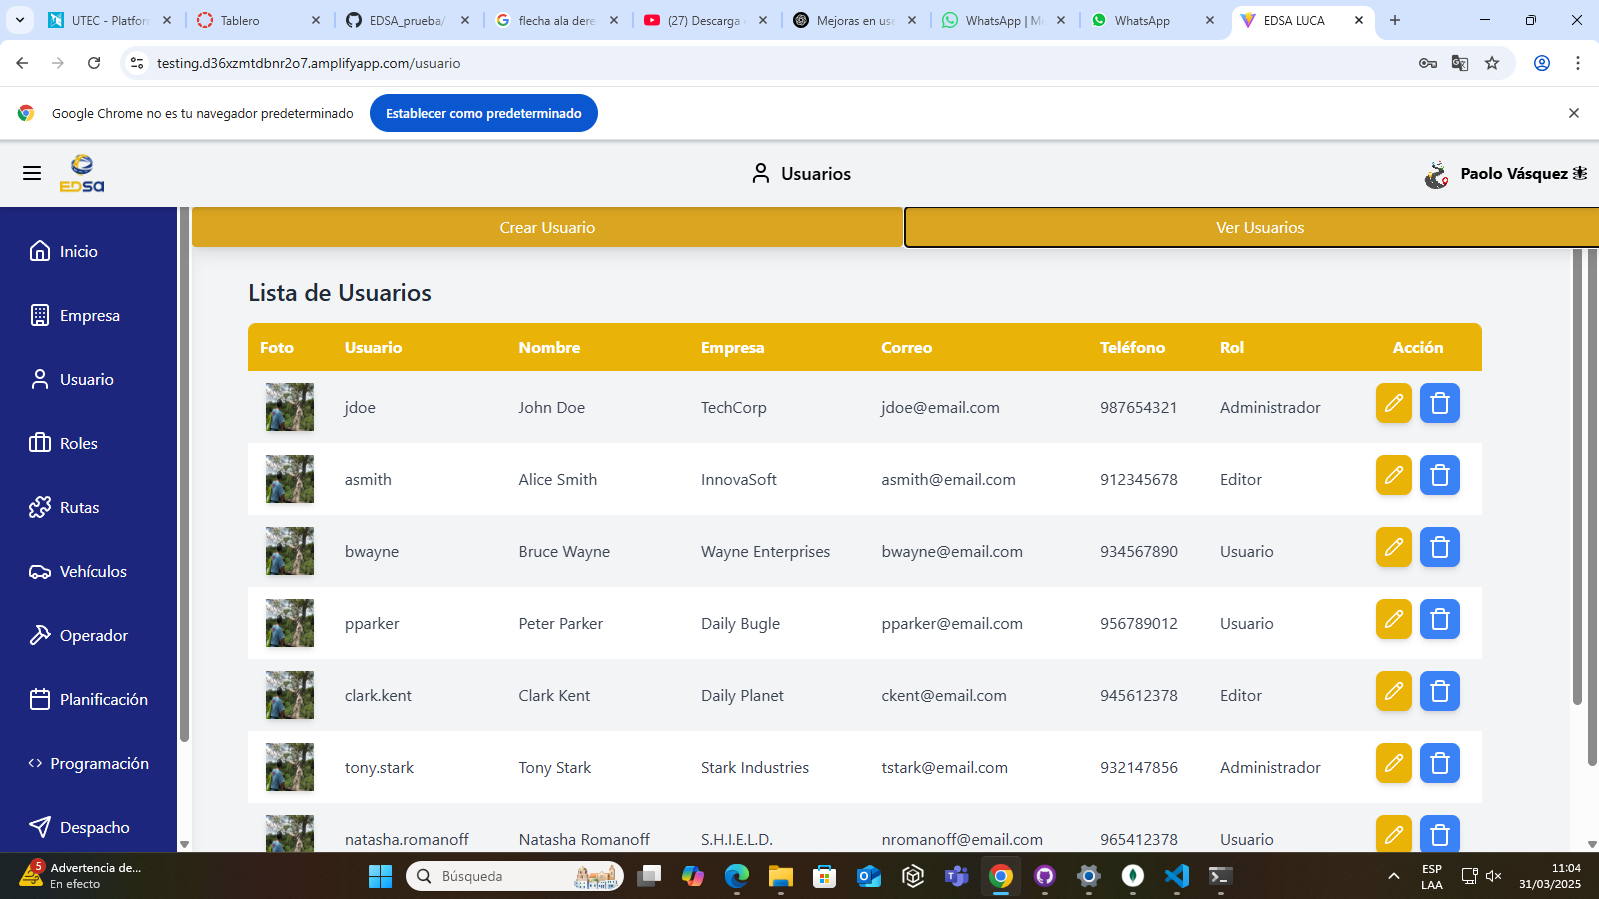 UTEC - Platfor
Tablero
EDSA_prueba/
flecha ala dere
(27) Descarga
Mejoras en use
WhatsApp | M
WhatsApp
EDSA LUCA
testing.d36xzmtdbnr2o7.amplifyapp.com/usuario
Google Chrome no es tu navegador predeterminado
Establecer como predeterminado
EDSa
Usuarios
Paolo Vásquez
Inicio
Empresa
Usuario
Roles
Rutas
Vehículos
Operador
Planificación
Programación
Despacho
Crear Usuario
Ver Usuarios
Lista de Usuarios
Foto Usuario Nombre Empresa Correo Teléfono Rol Acción
jdoe John Doe TechCorp jdoe@email.com 987654321 Administrador
asmith Alice Smith InnovaSoft asmith@email.com 912345678 Editor
bwayne Bruce Wayne Wayne Enterprises bwayne@email.com 934567890 Usuario
pparker Peter Parker Daily Bugle pparker@email.com 956789012 Usuario
clark.kent Clark Kent Daily Planet ckent@email.com 945612378 Editor
tony.stark Tony Stark Stark Industries tstark@email.com 932147856 Administrador
natasha.romanoff Natasha Romanoff S.H.I.E.L.D. nromanoff@email.com 965412378 Usuario
5
Advertencia de...
En efecto
Búsqueda
ESP
LAA
11:04
31/03/2025